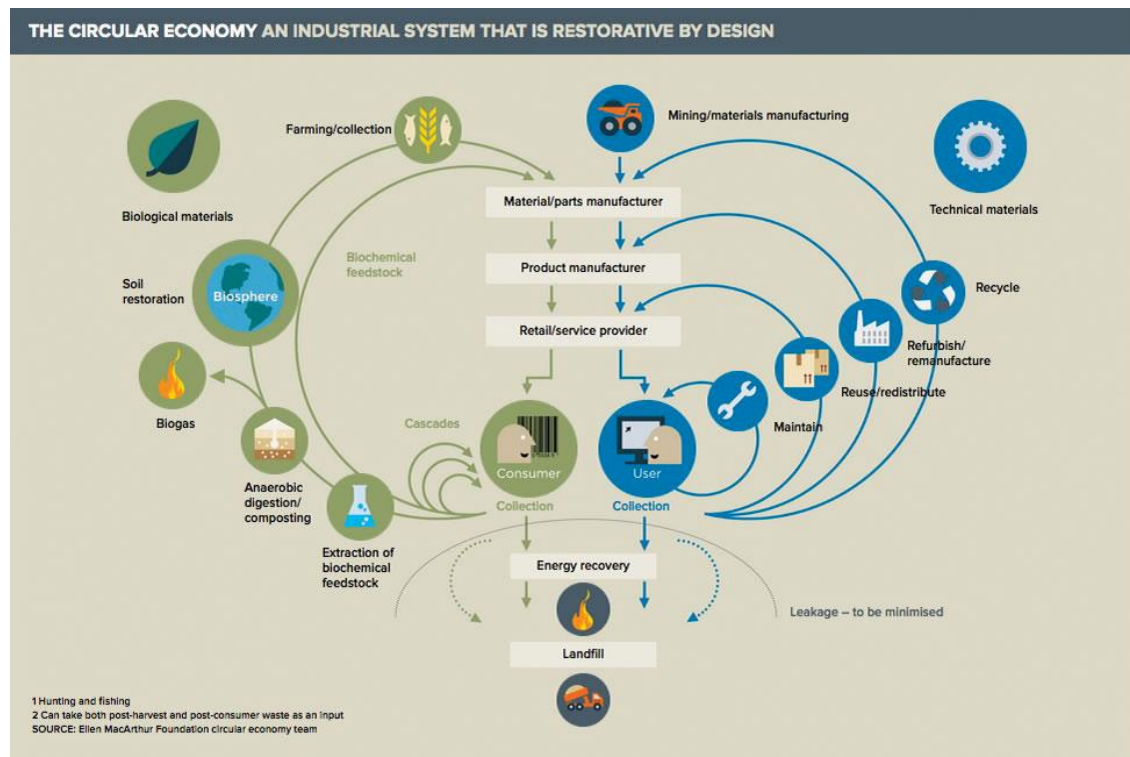 THE CIRCULAR ECONOMY AN INDUSTRIAL SYSTEM THAT IS RESTORATIVE BY DESIGN
Farming/collection
Mining/materials manufacturing
Biological materials
Technical materials
Material/parts manufacturer
Biochemical
feedstock
Product manufacturer
Soil
restoration
Biosphere
Recycle
Retail/service provider
Refurbish/
remanufacture
Reuse/redistribute
Biogas
Cascades
Maintain
Consumer
User
Anaerobic
digestion/
composting
Collection
Collection
Extraction of
biochemical
feedstock
Energy recovery
Leakage – to be minimised
Landfill
1 Hunting and fishing
2 Can take both post-harvest and post-consumer waste as an input
SOURCE: Ellen MacArthur Foundation circular economy team